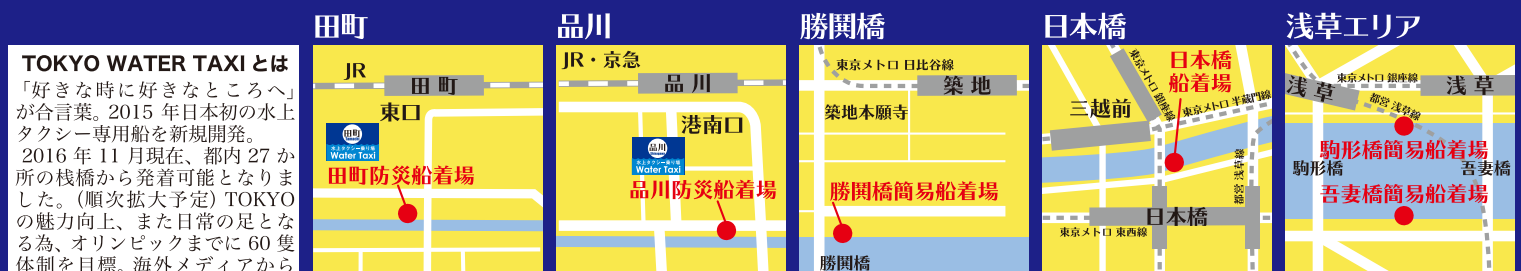 TOKYO WATER TAXIとは
「好きな時に好きなところへ」
が合言葉。2015 年日本初の水上
タクシー専用船を新規開発。
2016 年 11 月現在、都内 27 か
所の桟橋から発着可能となりま
した。（順次拡大予定）TOKYO
の魅力向上、また日常の足とな
る為、オリンピックまでに 60 隻
体制を目標。海外メディアから
田町
JR
田町
東口
田町
水上タクシー乗り場
Water Taxi
田町防災船着場
品川
JR・京急
品川
港南口
品川
水上タクシー乗り場
Water Taxi
品川防災船着場
勝鬨橋
東京メトロ 日比谷線
築地
築地本願寺
勝鬨橋簡易船着場
勝鬨橋
日本橋
日本橋
船着場
東京メトロ 銀座線
三越前
東京メトロ 半蔵門線
都営 浅草線
日本橋
東京メトロ 東西線
浅草エリア
東京メトロ 銀座線
浅草
浅草
都営 浅草線
駒形橋簡易船着場
駒形橋
吾妻橋
吾妻橋簡易船着場